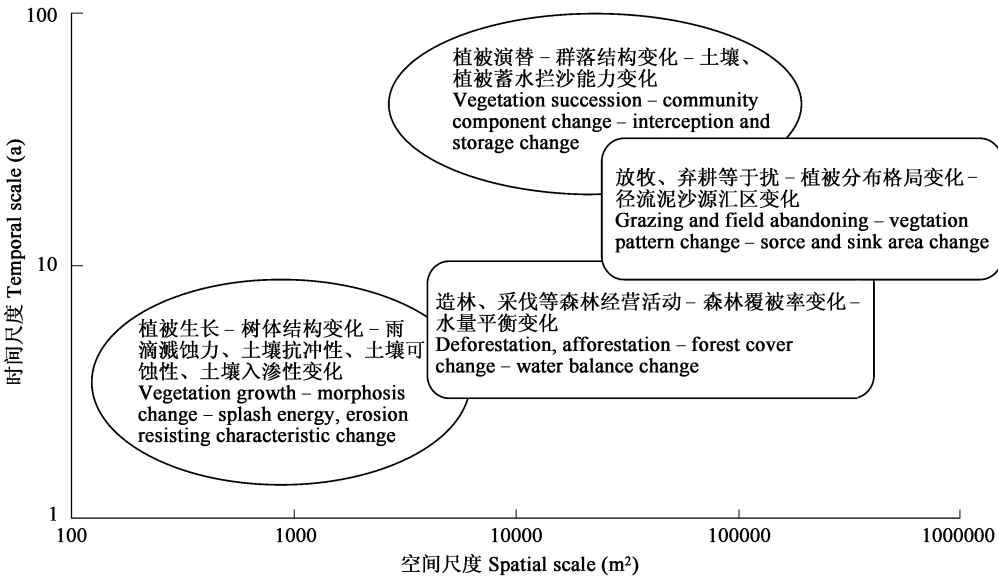 100
植被演替－群落结构变化－土壤、
植被蓄水拦沙能力变化
Vegetation succession – community
component change – interception and
storage change
放牧、弃耕等于扰－植被分布格局变化－
径流泥沙源汇区变化
Grazing and field abandoning – vegtation
pattern change – sorce and sink area change
时间尺度 Temporal scale (a)
10
造林、采伐等森林经营活动－森林覆被率变化－
水量平衡变化
Deforestation, afforestation – forest cover
change – water balance change
植被生长－树体结构变化－雨
滴溅蚀力、土壤抗冲性、土壤可
蚀性、土壤入渗性变化
Vegetation growth – morphosis
change – splash energy, erosion
resisting characteristic change
1
100 1000 10000 100000 1000000
空间尺度 Spatial scale (m²)